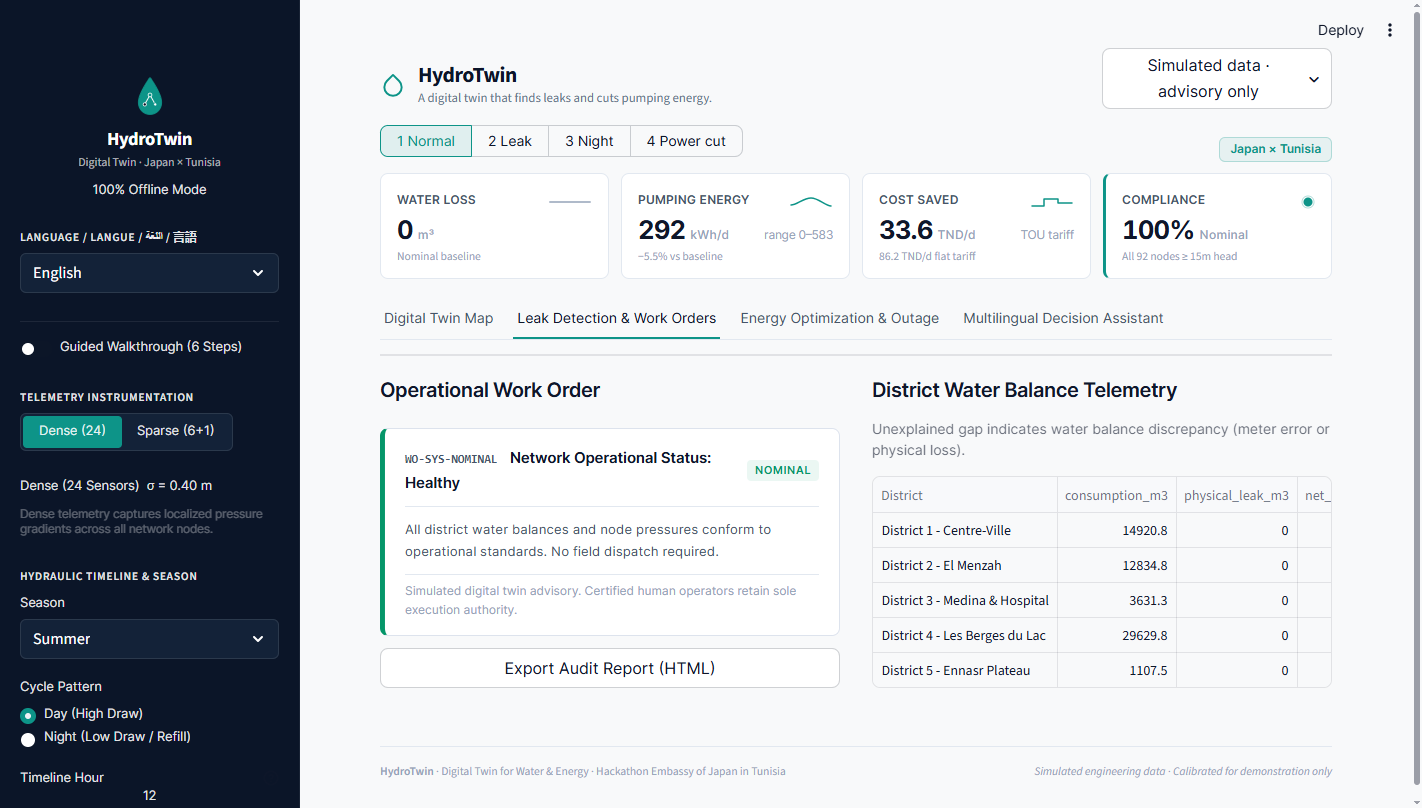 HydroTwin
Digital Twin · Japan × Tunisia
100% Offline Mode
LANGUAGE / LANGUE / اللغة / 言語
English
Guided Walkthrough (6 Steps)
TELEMETRY INSTRUMENTATION
Dense (24) Sparse (6+1)
Dense (24 Sensors) σ = 0.40 m
Dense telemetry captures localized pressure
gradients across all network nodes.
HYDRAULIC TIMELINE & SEASON
Season
Summer
Cycle Pattern
Day (High Draw)
Night (Low Draw / Refill)
Timeline Hour
12
Deploy
HydroTwin
A digital twin that finds leaks and cuts pumping energy.
Simulated data ·
advisory only
1 Normal 2 Leak 3 Night 4 Power cut
Japan × Tunisia
WATER LOSS
0 m³
Nominal baseline
PUMPING ENERGY
292 kWh/d range 0–583
−5.5% vs baseline
COST SAVED
33.6 TND/d TOU tariff
86.2 TND/d flat tariff
COMPLIANCE
100% Nominal
All 92 nodes ≥ 15m head
Digital Twin Map Leak Detection & Work Orders Energy Optimization & Outage Multilingual Decision Assistant
Operational Work Order
WO-SYS-NOMINAL Network Operational Status:
Healthy
NOMINAL
All district water balances and node pressures conform to
operational standards. No field dispatch required.
Simulated digital twin advisory. Certified human operators retain sole
execution authority.
Export Audit Report (HTML)
District Water Balance Telemetry
Unexplained gap indicates water balance discrepancy (meter error or
physical loss).
District consumption_m3 physical_leak_m3 net_
District 1 - Centre-Ville 14920.8 0
District 2 - El Menzah 12834.8 0
District 3 - Medina & Hospital 3631.3 0
District 4 - Les Berges du Lac 29629.8 0
District 5 - Ennasr Plateau 1107.5 0
HydroTwin · Digital Twin for Water & Energy · Hackathon Embassy of Japan in Tunisia
Simulated engineering data · Calibrated for demonstration only